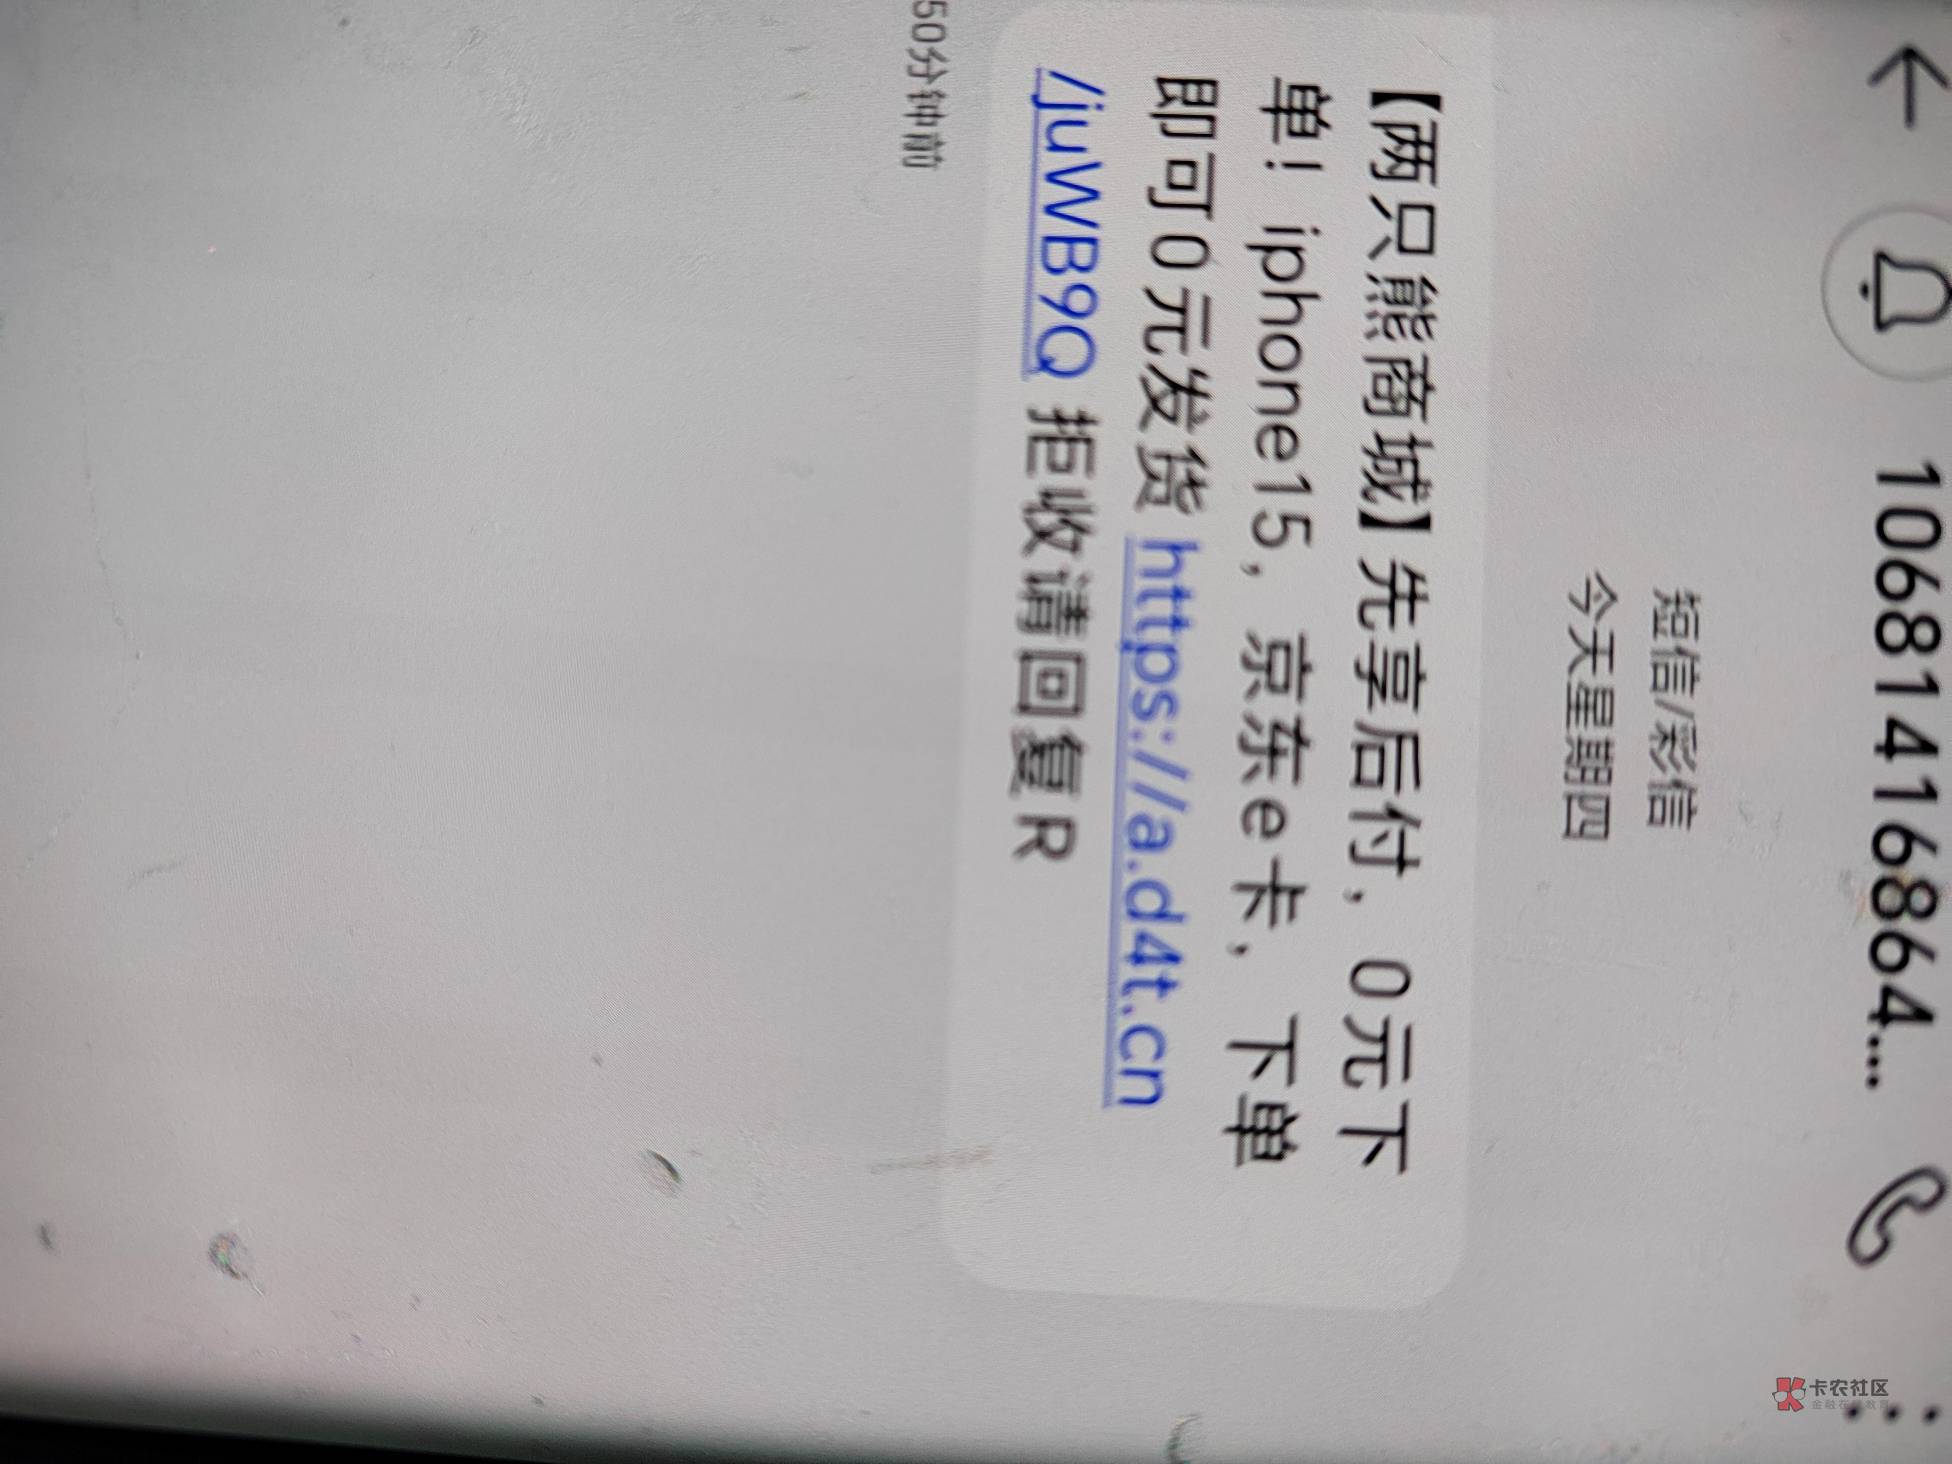 1068141416864...
短信/彩信
今天星期四
【两只熊商城】先享后付，0元下
单！iphone15，京东e卡，下单
即可0元发货 https://a.d4t.cn
/juWB9Q 拒收请回复R
50分钟前
卡农社区